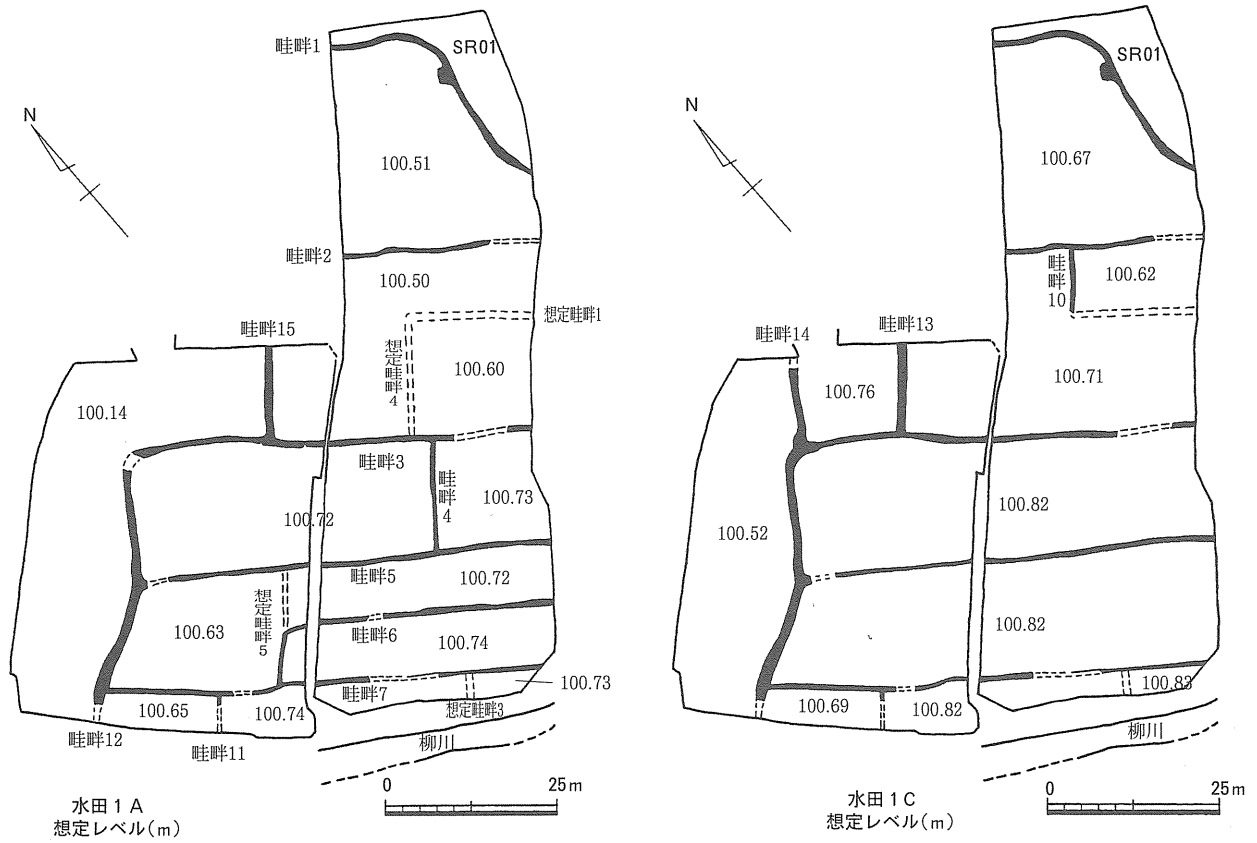 畦畔1
SR01
N
100.51
畦畔2
100.50
想定畦畔1
畦畔15
想定畦畔4
100.60
100.14
畦畔3
畦畔4
100.73
100.72
畦畔5
100.72
想定畦畔5
100.63
畦畔6
100.74
畦畔7
100.73
100.65
100.74
想定畦畔3
畦畔12
畦畔11
柳川
0 25m
水田1A
想定レベル(m)
SR01
N
100.67
畦畔10
100.62
畦畔14
畦畔13
100.76
100.71
100.52
100.82
100.82
100.69
100.82
100.83
柳川
0 25m
水田1C
想定レベル(m)